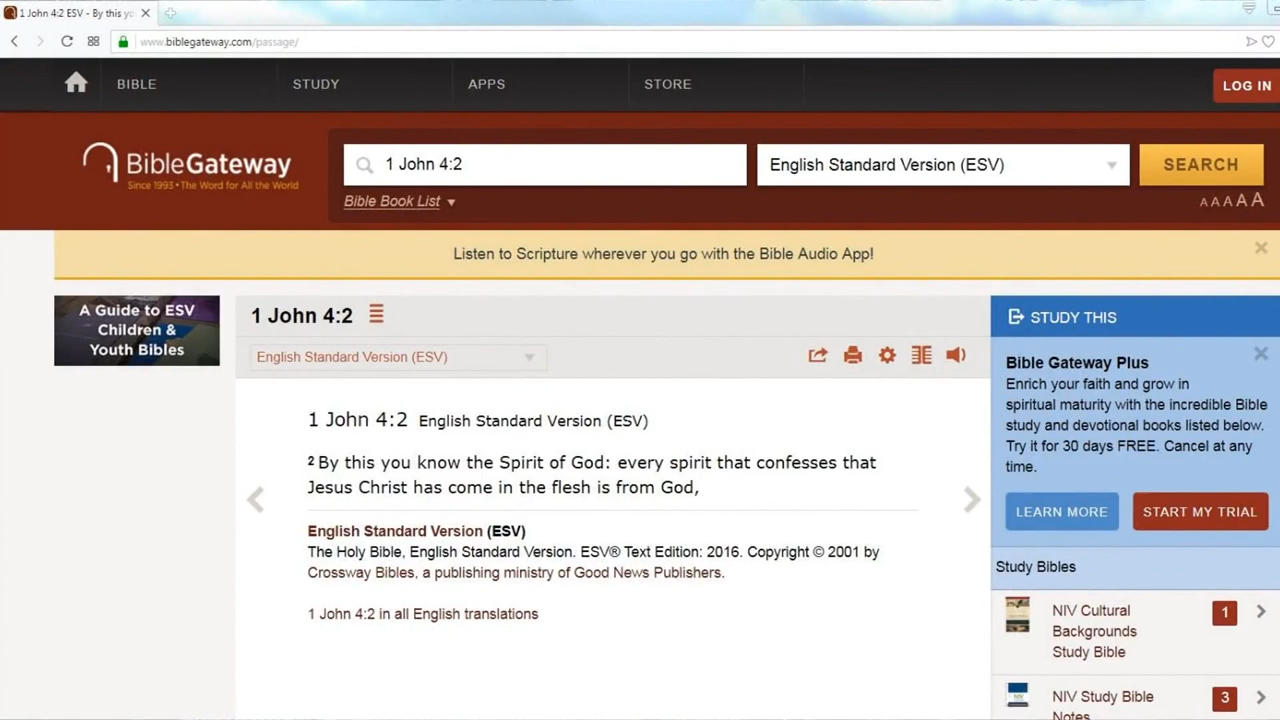 1 John 4:2 ESV - By this yo
www.biblegateway.com/passage/
BIBLE
STUDY
APPS
STORE
LOG IN
BibleGateway
Since 1993 • The Word for All the World
1 John 4:2
English Standard Version (ESV)
SEARCH
Bible Book List
A A A A A
Listen to Scripture wherever you go with the Bible Audio App!
A Guide to ESV
Children &
Youth Bibles
1 John 4:2
English Standard Version (ESV)
1 John 4:2 English Standard Version (ESV)
2 By this you know the Spirit of God: every spirit that confesses that
Jesus Christ has come in the flesh is from God,
English Standard Version (ESV)
The Holy Bible, English Standard Version. ESV® Text Edition: 2016. Copyright © 2001 by
Crossway Bibles, a publishing ministry of Good News Publishers.
1 John 4:2 in all English translations
STUDY THIS
Bible Gateway Plus
Enrich your faith and grow in
spiritual maturity with the incredible Bible
study and devotional books listed below.
Try it for 30 days FREE. Cancel at any
time.
LEARN MORE
START MY TRIAL
Study Bibles
NIV Cultural
Backgrounds
Study Bible
1
NIV Study Bible
Notes
3